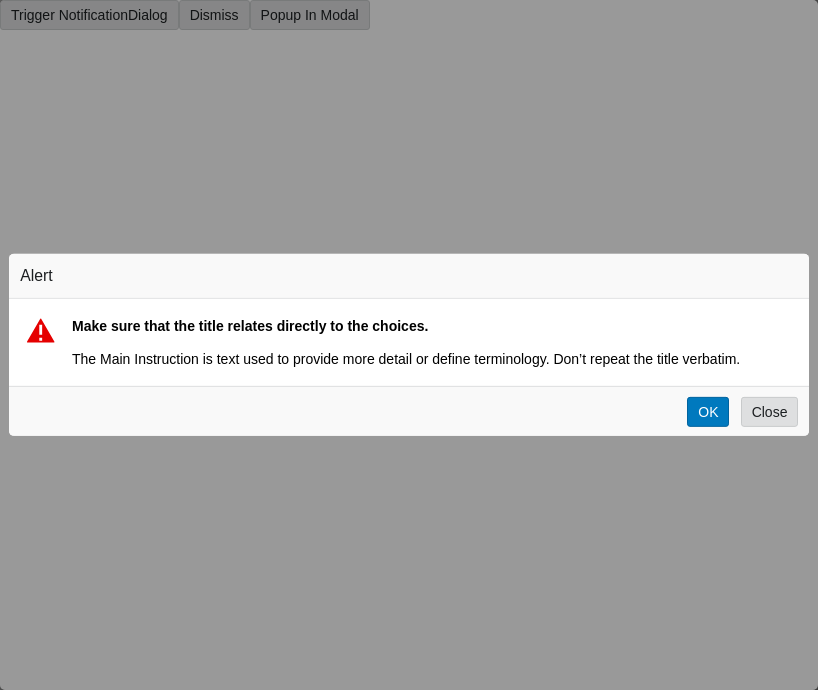 Trigger NotificationDialog Dismiss Popup In Modal
Alert
Make sure that the title relates directly to the choices.
The Main Instruction is text used to provide more detail or define terminology. Don’t repeat the title verbatim.
OK Close